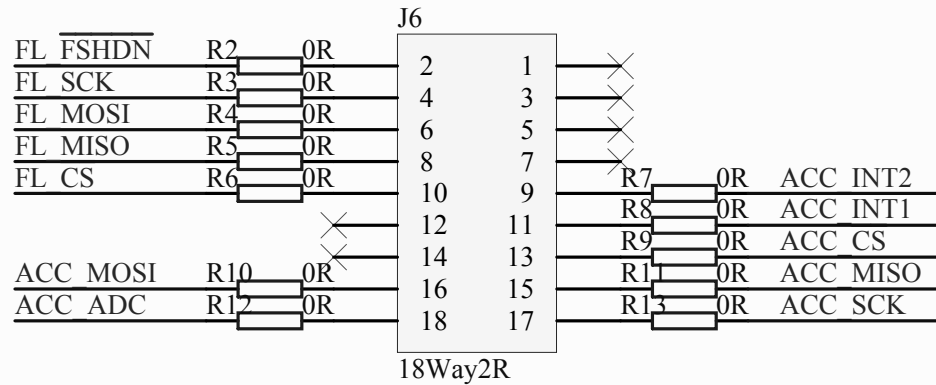 J6
FL_FSHDN R2 0R 2 1
FL_SCK R3 0R 4 3
FL_MOSI R4 0R 6 5
FL_MISO R5 0R 8 7
FL_CS R6 0R 10 9 R7 0R ACC_INT2
12 11 R8 0R ACC_INT1
14 13 R9 0R ACC_CS
ACC_MOSI R10 0R 16 15 R11 0R ACC_MISO
ACC_ADC R12 0R 18 17 R13 0R ACC_SCK
18Way2R